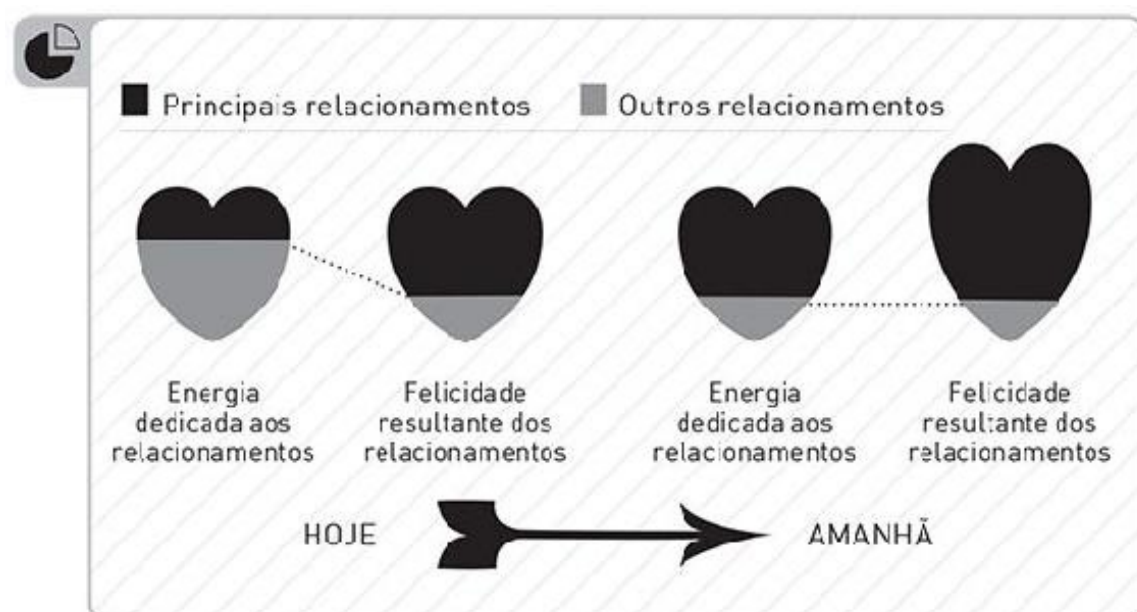 Principais relacionamentos
Outros relacionamentos
Energia
dedicada aos
relacionamentos
Felicidade
resultante dos
relacionamentos
Energia
dedicada aos
relacionamentos
Felicidade
resultante dos
relacionamentos
HOJE
AMANHÃ